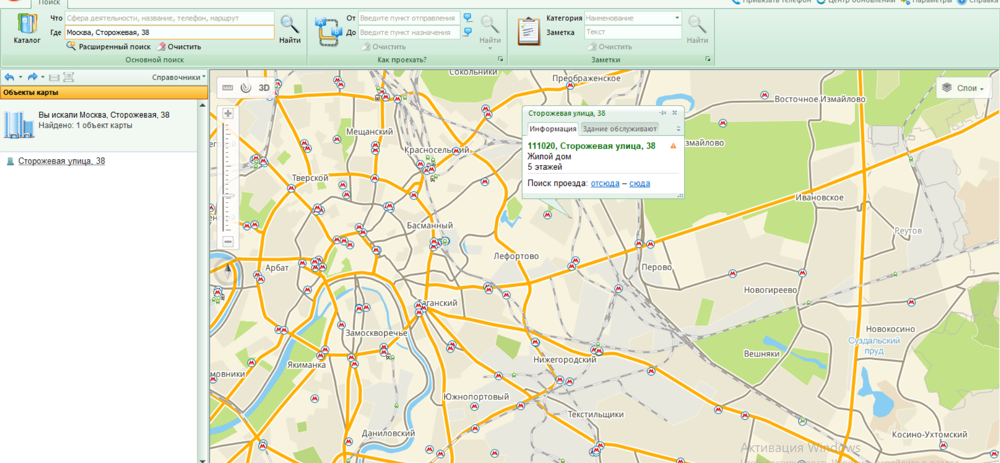 Поиск
Привязать телефон
Центр обновлений
Параметры
Справка
Каталог
Что
Сфера деятельности, название, телефон, маршрут
Где
Москва, Сторожевая, 38
Расширенный поиск
Очистить
Найти
Основной поиск
От
Введите пункт отправления
До
Введите пункт назначения
Очистить
Найти
Как проехать?
Категория
Наименование
Заметка
Текст
Очистить
Найти
Заметки
Справочники
Объекты карты
Вы искали Москва, Сторожевая, 38
Найдено: 1 объект карты
Сторожевая улица, 38
3D
Слои
Сторожевая улица, 38
Информация
Здание обслуживают
111020, Сторожевая улица, 38
Жилой дом
5 этажей
Поиск проезда: отсюда – сюда
Сокольники
Преображенское
Восточное Измайлово
Мещанский
змайлово
Красносельский
Тверской
Ивановское
Басманный
Реутов
Лефортово
Арбат
Перово
Новогиреево
Таганский
Замоскворечье
Новокосино
Суздальский
пруд
Вешняки
Нижегородский
Якиманка
мовники
Южнопортовый
Текстильщики
Даниловский
Косино-Ухтомский
Активация Windows